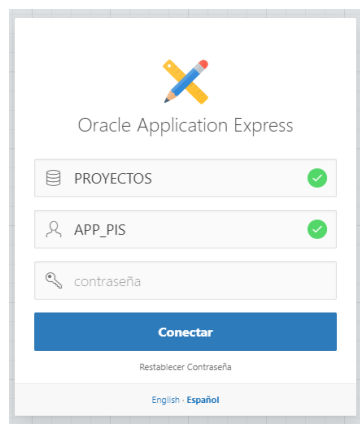 Oracle Application Express
PROYECTOS
APP_PIS
contraseña
Conectar
Restablecer Contraseña
English · Español